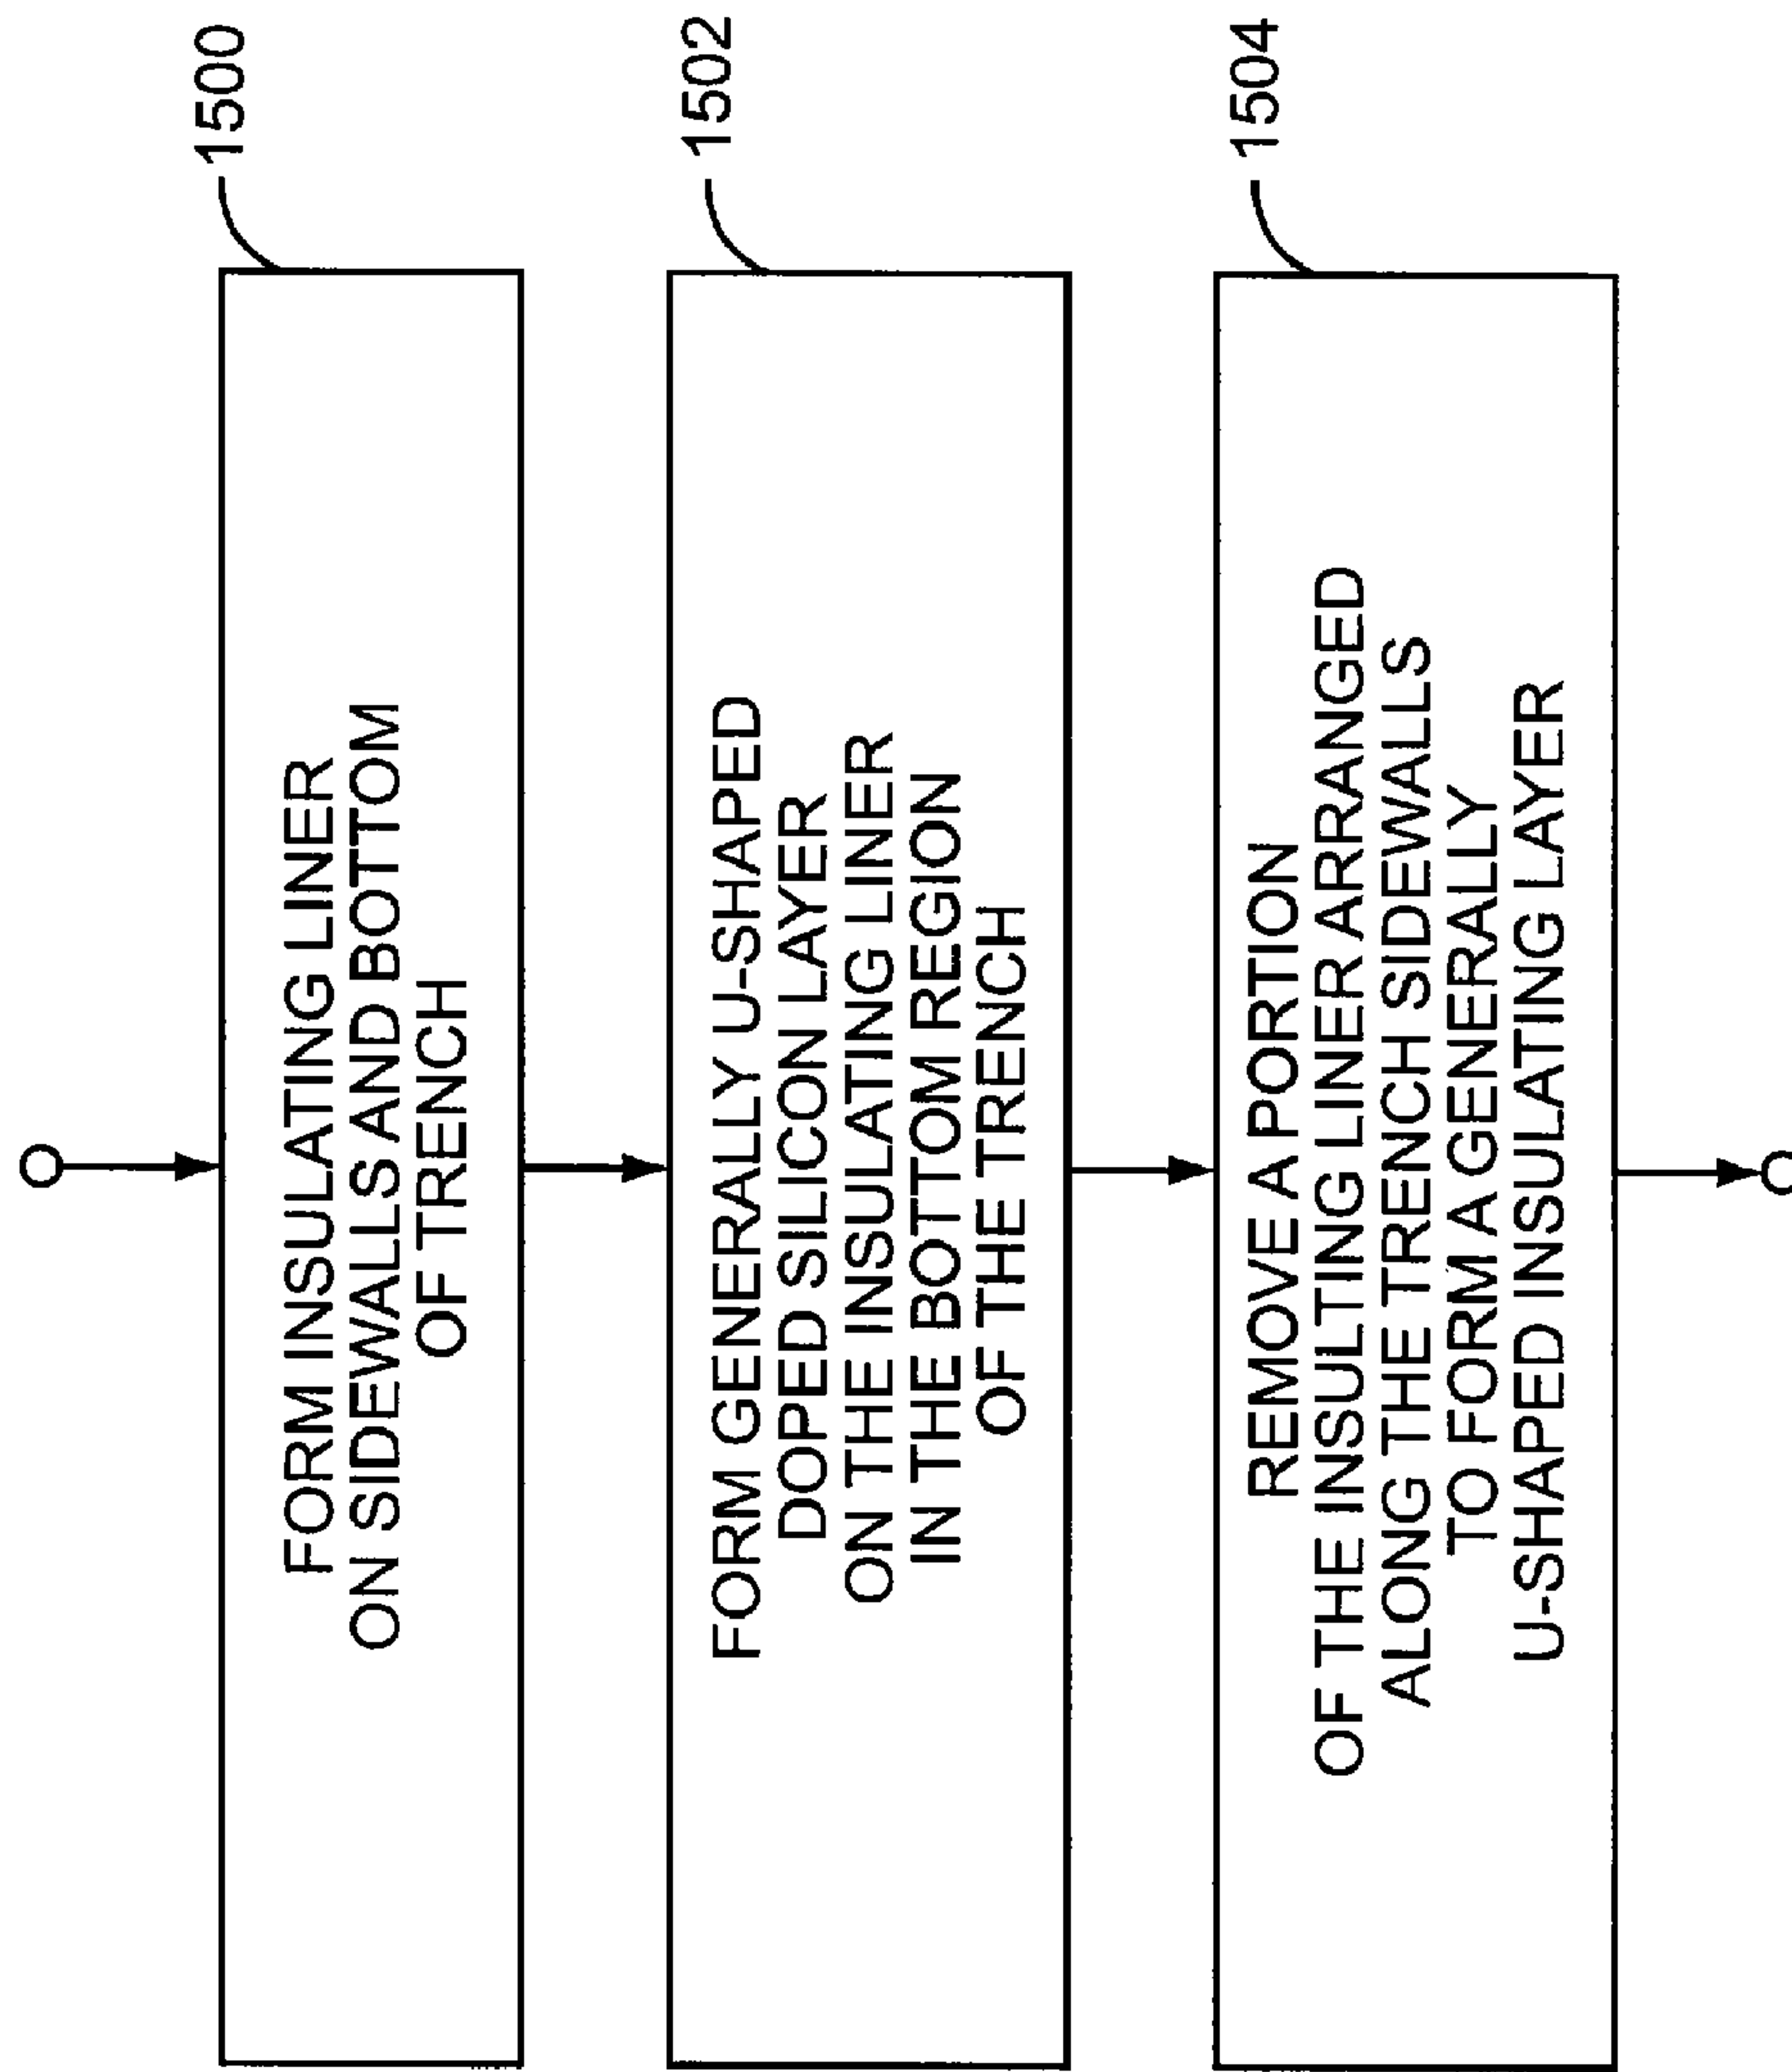 1500
FORM INSULATING LINER
ON SIDEWALLS AND BOTTOM
OF TRENCH
1502
FORM GENERALLY U-SHAPED
DOPED SILICON LAYER
ON THE INSULATING LINER
IN THE BOTTOM REGION
OF THE TRENCH
1504
REMOVE A PORTION
OF THE INSULTING LINER ARRANGED
ALONG THE TRENCH SIDEWALLS
TO FORM A GENERALLY
U-SHAPED INSULATING LAYER